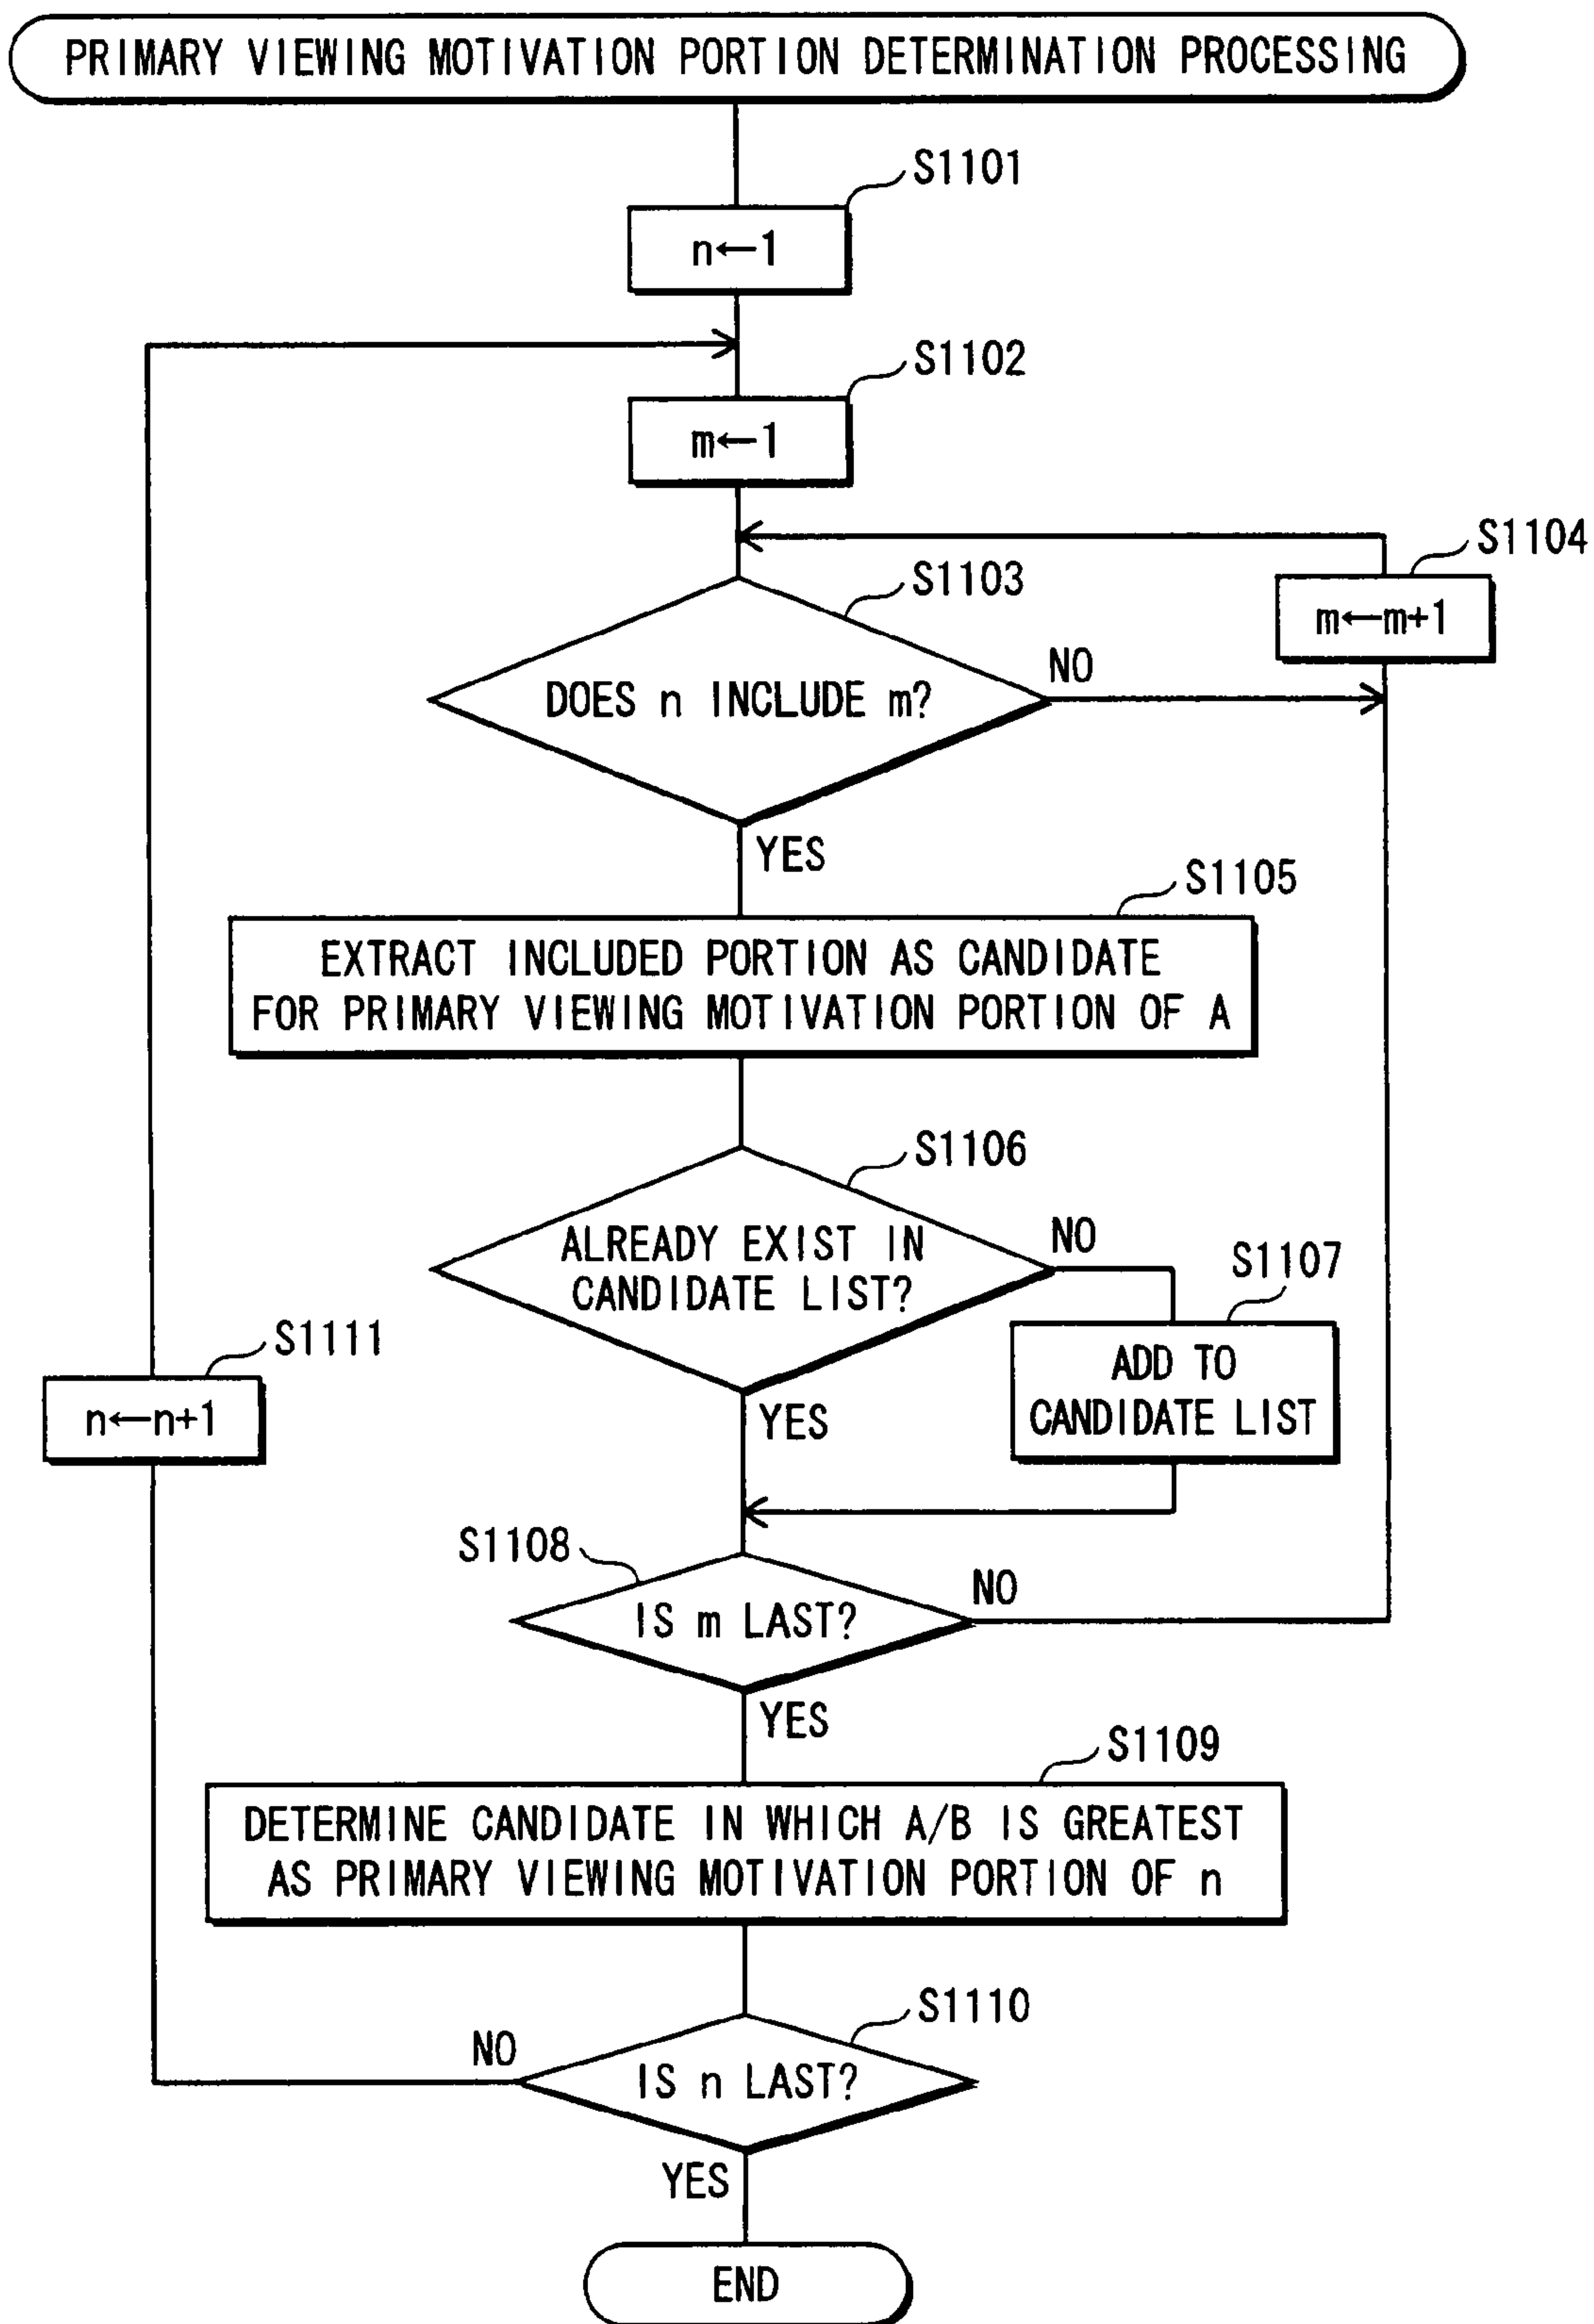 PRIMARY VIEWING MOTIVATION PORTION DETERMINATION PROCESSING
S1101
n←1
S1102
m←1
S1104
m←m+1
S1103
DOES n INCLUDE m?
NO
YES
S1105
EXTRACT INCLUDED PORTION AS CANDIDATE
FOR PRIMARY VIEWING MOTIVATION PORTION OF A
S1106
ALREADY EXIST IN
CANDIDATE LIST?
NO
S1107
ADD TO
CANDIDATE LIST
YES
S1111
n←n+1
S1108
IS m LAST?
NO
YES
S1109
DETERMINE CANDIDATE IN WHICH A/B IS GREATEST
AS PRIMARY VIEWING MOTIVATION PORTION OF n
S1110
IS n LAST?
NO
YES
END